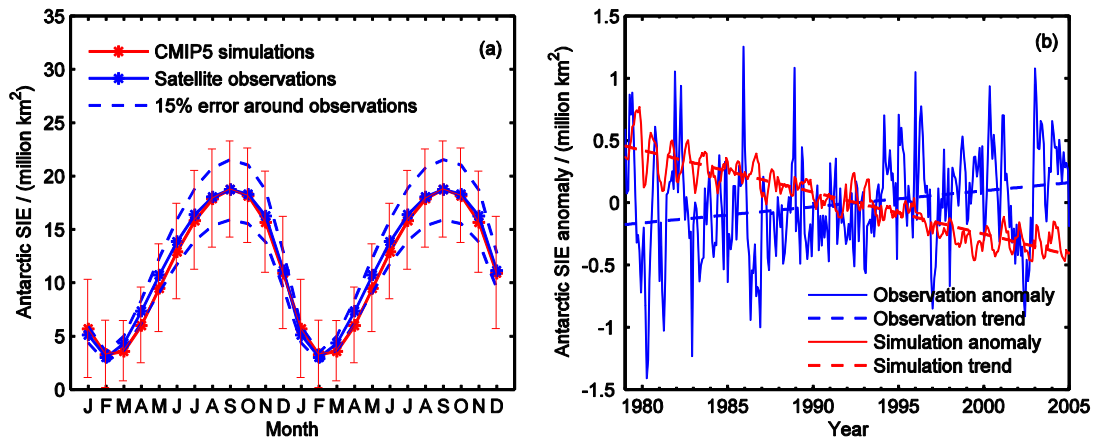 35
30
25
20
15
10
5
0
Antarctic SIE / (million km²)
(a)
CMIP5 simulations
Satellite observations
15% error around observations
J F M A M J J A S O N D J F M A M J J A S O N D
Month
1.5
1
0.5
0
-0.5
-1
-1.5
Antarctic SIE anomaly / (million km²)
(b)
Observation anomaly
Observation trend
Simulation anomaly
Simulation trend
1980 1985 1990 1995 2000 2005
Year